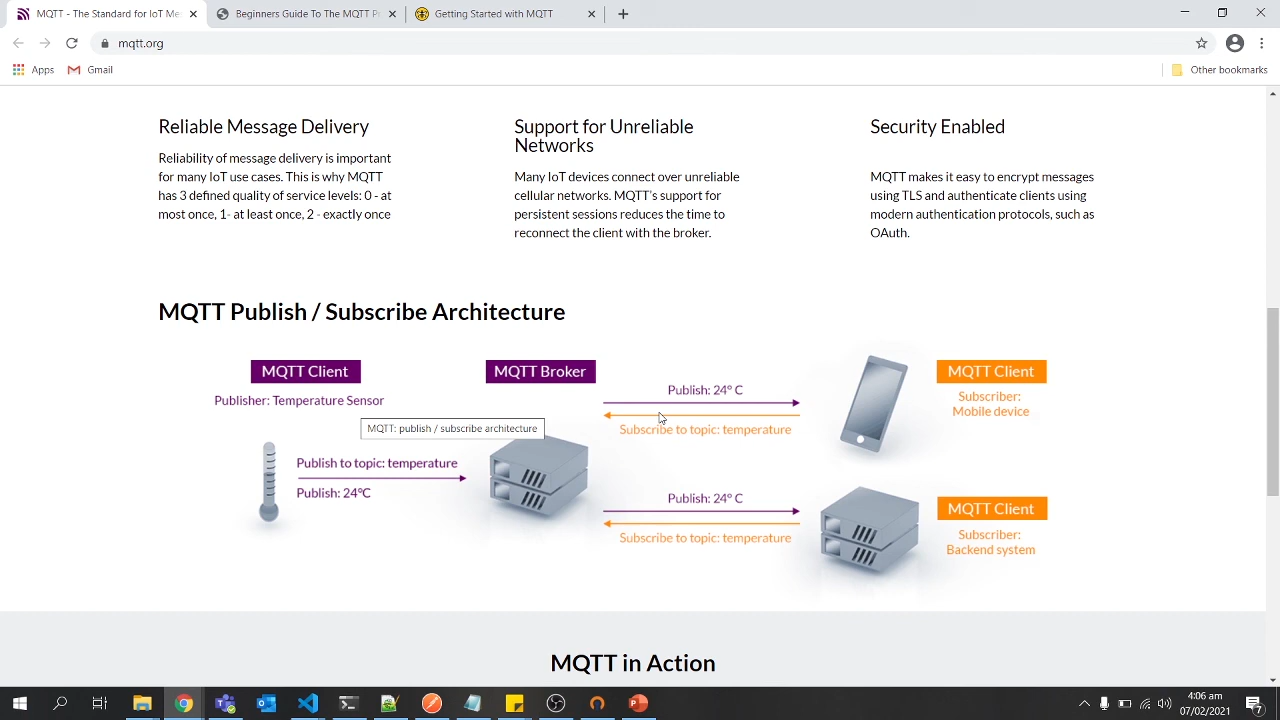 MQTT - The Standard for IoT Me
Beginners Guide To The MQTT P
Getting Started with MQTT
mqtt.org
Apps
Gmail
Other bookmarks
Reliable Message Delivery
Reliability of message delivery is important
for many IoT use cases. This is why MQTT
has 3 defined quality of service levels: 0 - at
most once, 1- at least once, 2 - exactly once
Support for Unreliable
Networks
Many IoT devices connect over unreliable
cellular networks. MQTT's support for
persistent sessions reduces the time to
reconnect the client with the broker.
Security Enabled
MQTT makes it easy to encrypt messages
using TLS and authenticate clients using
modern authentication protocols, such as
OAuth.
MQTT Publish / Subscribe Architecture
MQTT Client
Publisher: Temperature Sensor
MQTT: publish / subscribe architecture
Publish to topic: temperature
Publish: 24°C
MQTT Broker
Publish: 24° C
Subscribe to topic: temperature
MQTT Client
Subscriber:
Mobile device
Publish: 24° C
Subscribe to topic: temperature
MQTT Client
Subscriber:
Backend system
MQTT in Action
4:06 am
07/02/2021
7